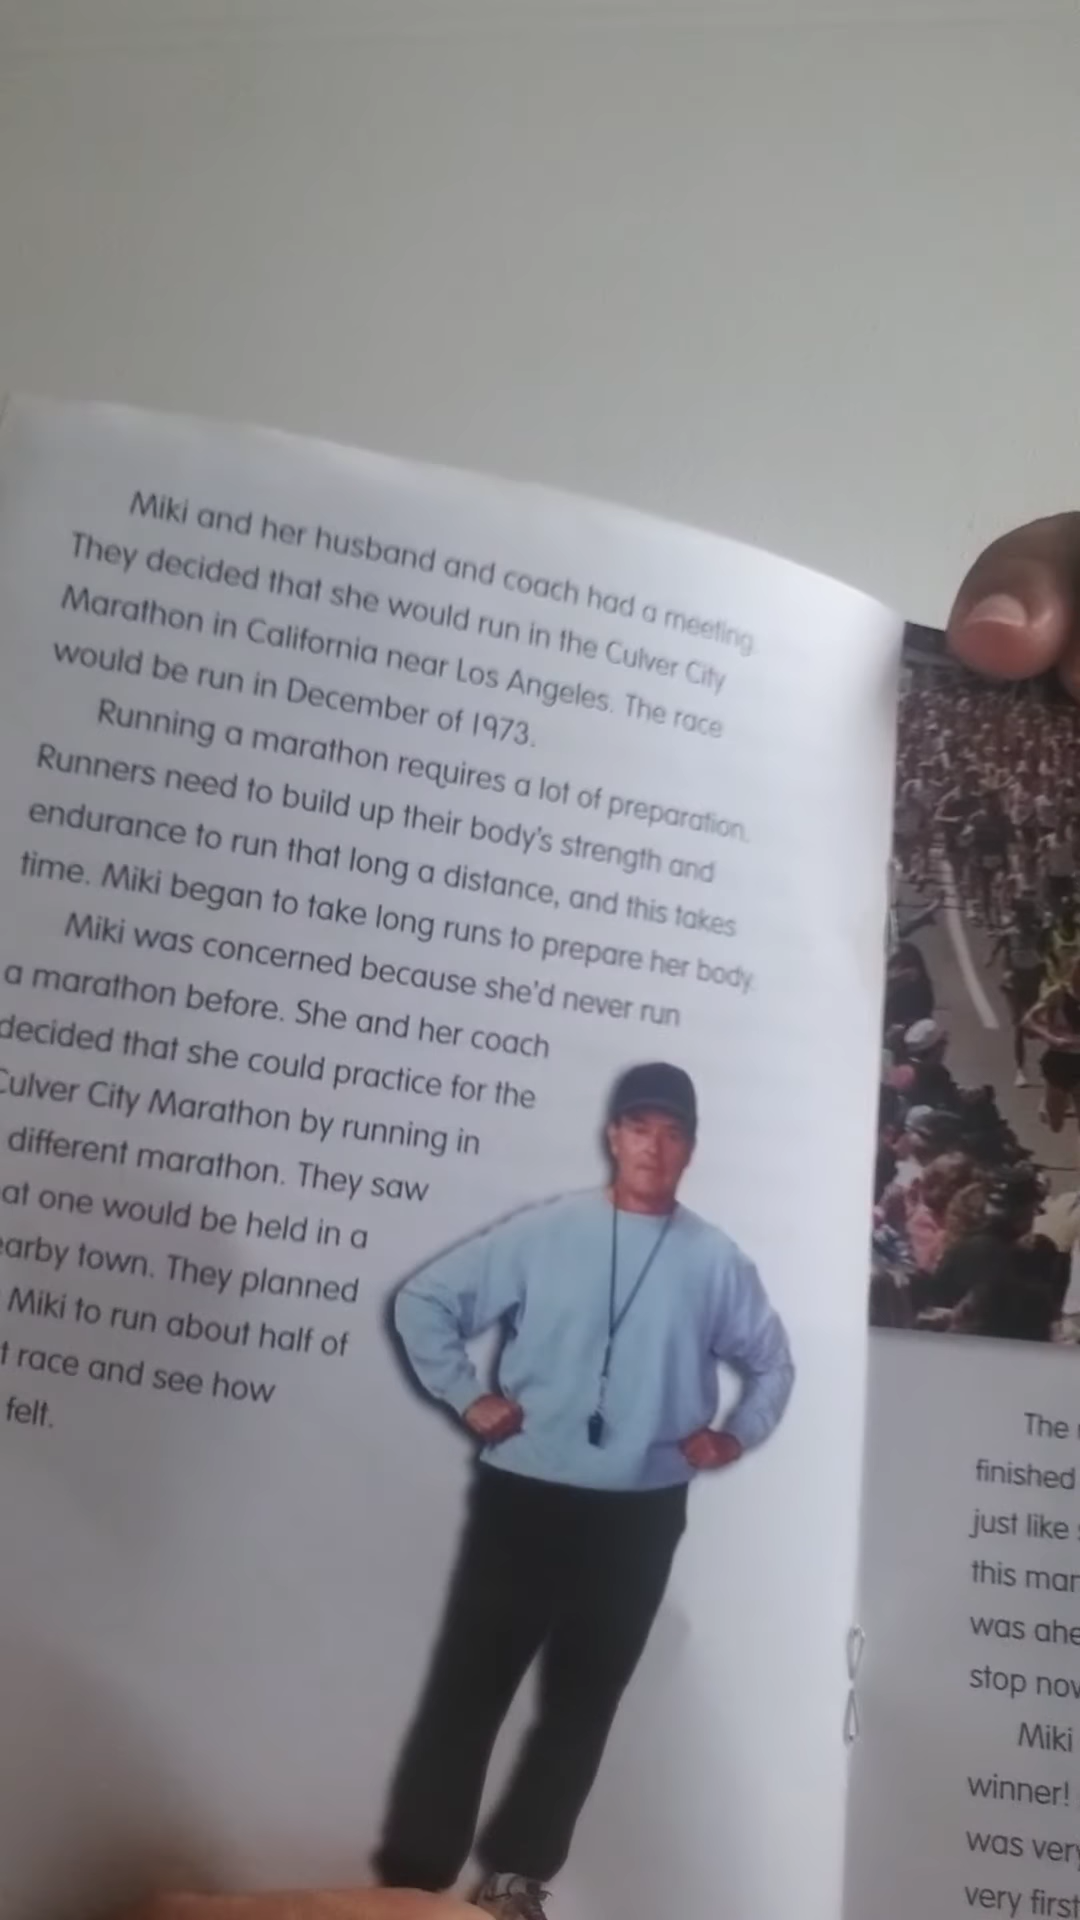 Miki and her husband and coach had a meeting.
They decided that she would run in the Culver City
Marathon in California near Los Angeles. The race
would be run in December of 1973.
Running a marathon requires a lot of preparation.
Runners need to build up their body's strength and
endurance to run that long a distance, and this takes
time. Miki began to take long runs to prepare her body.
Miki was concerned because she'd never run
a marathon before. She and her coach
decided that she could practice for the
Culver City Marathon by running in
different marathon. They saw
at one would be held in a
earby town. They planned
Miki to run about half of
t race and see how
felt.
The
finished
just like
this mar
was ahe
stop now
Miki
winner!
was very
very first